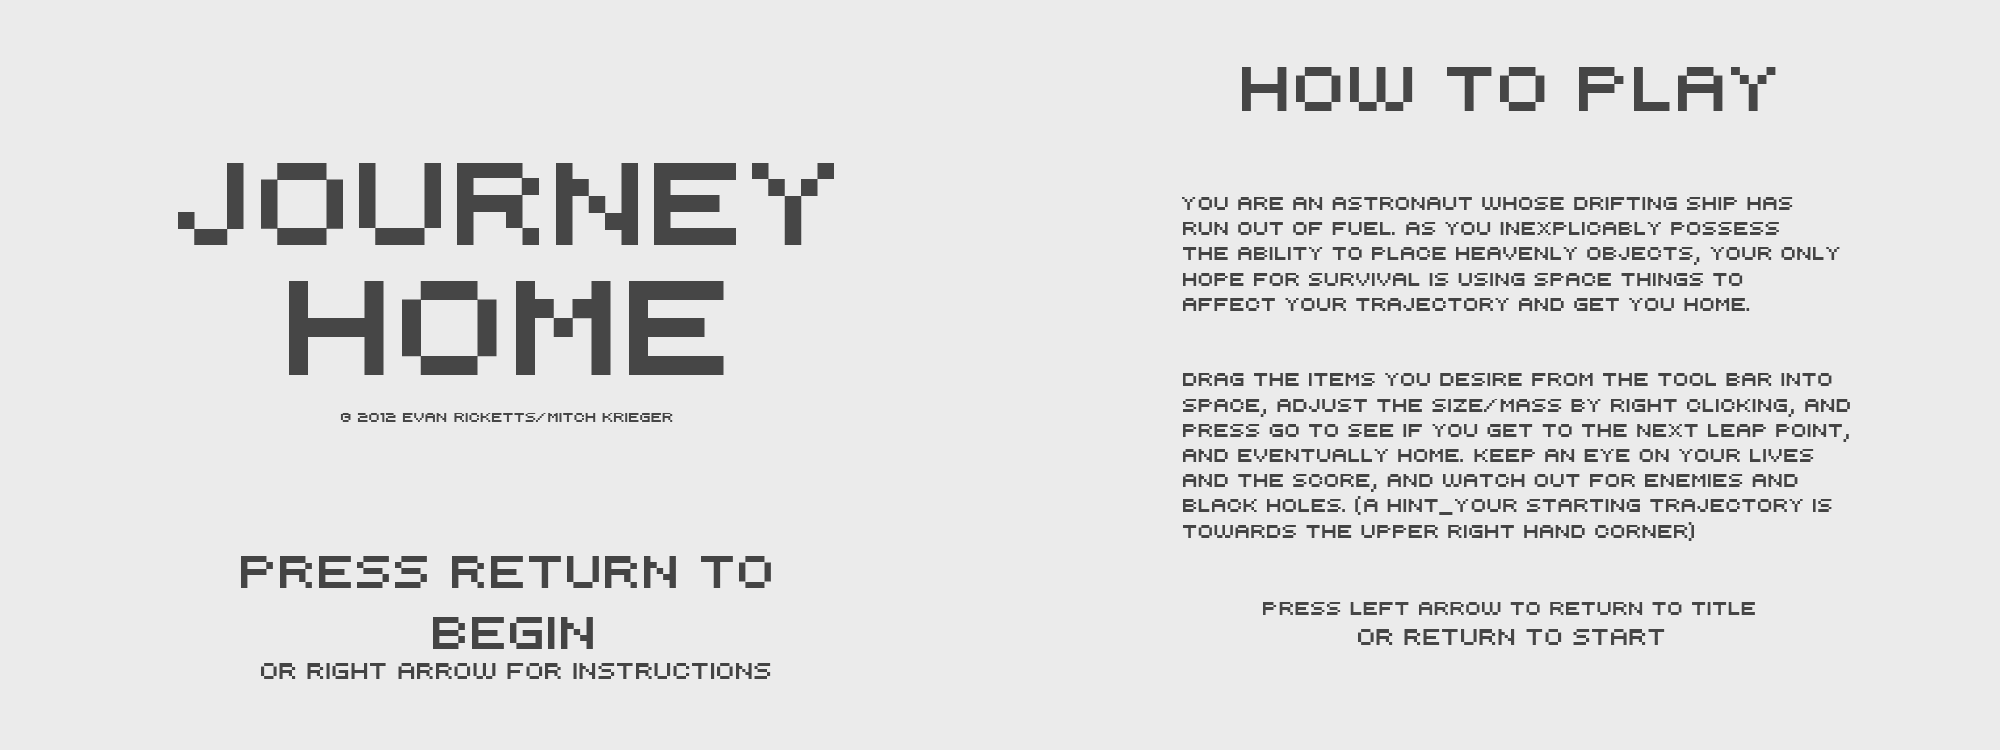 JOURNEY
HOME
© 2012 EVAN RICKETTS/MITCH KRIEGER
PRESS RETURN TO
BEGIN
OR RIGHT ARROW FOR INSTRUCTIONS
HOW TO PLAY
YOU ARE AN ASTRONAUT WHOSE DRIFTING SHIP HAS
RUN OUT OF FUEL. AS YOU INEXPLICABLY POSSESS
THE ABILITY TO PLACE HEAVENLY OBJECTS, YOUR ONLY
HOPE FOR SURVIVAL IS USING SPACE THINGS TO
AFFECT YOUR TRAJECTORY AND GET YOU HOME.
DRAG THE ITEMS YOU DESIRE FROM THE TOOL BAR INTO
SPACE, ADJUST THE SIZE/MASS BY RIGHT CLICKING, AND
PRESS GO TO SEE IF YOU GET TO THE NEXT LEAP POINT,
AND EVENTUALLY HOME. KEEP AN EYE ON YOUR LIVES
AND THE SCORE, AND WATCH OUT FOR ENEMIES AND
BLACK HOLES. (A HINT_YOUR STARTING TRAJECTORY IS
TOWARDS THE UPPER RIGHT HAND CORNER)
PRESS LEFT ARROW TO RETURN TO TITLE
OR RETURN TO START